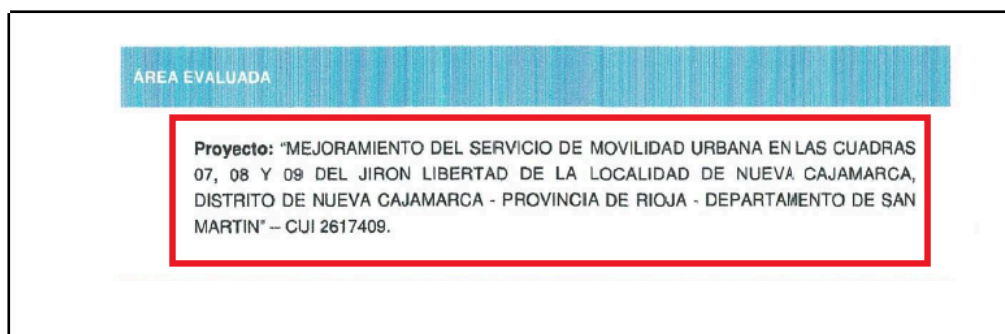 ÁREA EVALUADA
Proyecto: "MEJORAMIENTO DEL SERVICIO DE MOVILIDAD URBANA EN LAS CUADRAS
07, 08 Y 09 DEL JIRON LIBERTAD DE LA LOCALIDAD DE NUEVA CAJAMARCA,
DISTRITO DE NUEVA CAJAMARCA - PROVINCIA DE RIOJA - DEPARTAMENTO DE SAN
MARTIN" – CUI 2617409.